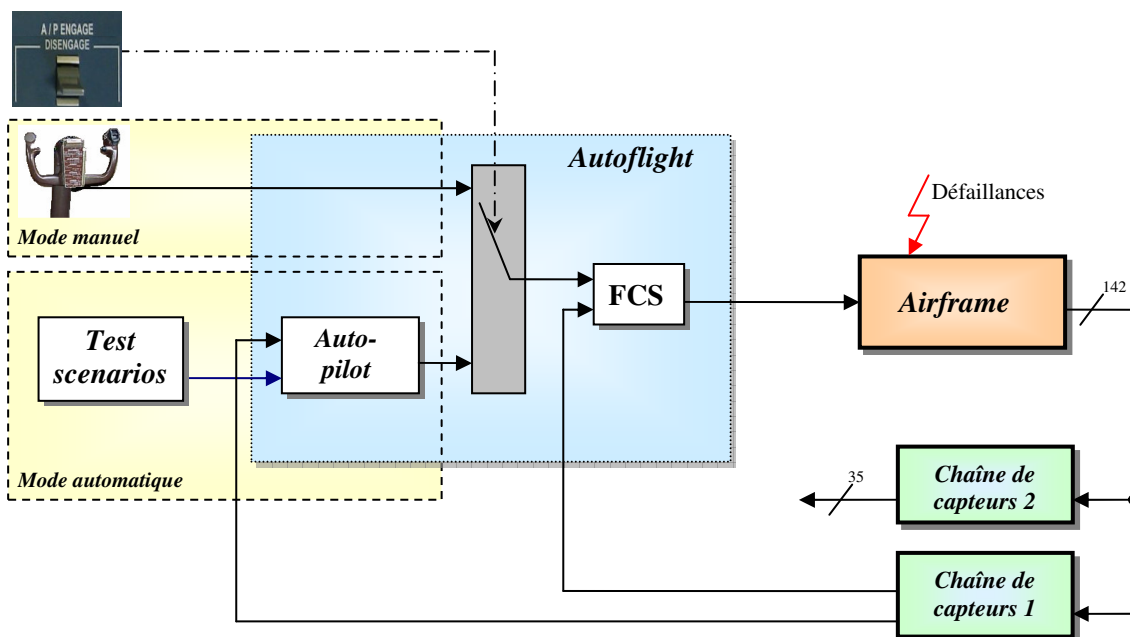 A / P ENGAGE
DISENGAGE
Mode manuel
Autoflight
Défaillances
Test
scenarios
Auto-
pilot
FCS
Airframe
142
Mode automatique
35
Chaîne de
capteurs 2
Chaîne de
capteurs 1